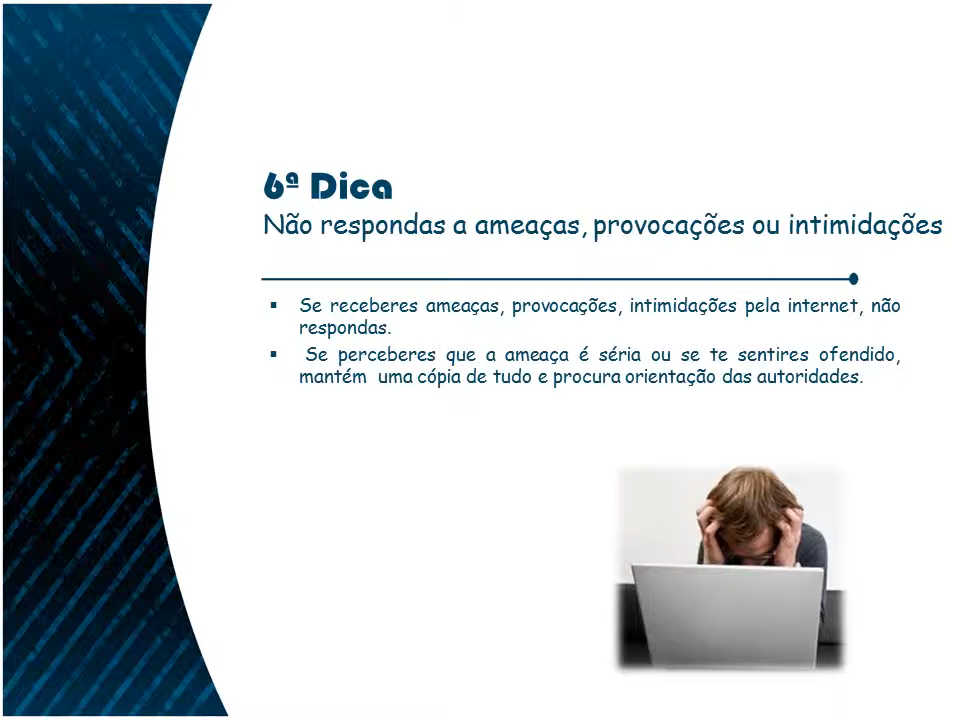 6ª Dica
Não respondas a ameaças, provocações ou intimidações
▪ Se receberes ameaças, provocações, intimidações pela internet, não
respondas.
▪ Se perceberes que a ameaça é séria ou se te sentires ofendido,
mantém uma cópia de tudo e procura orientação das autoridades.